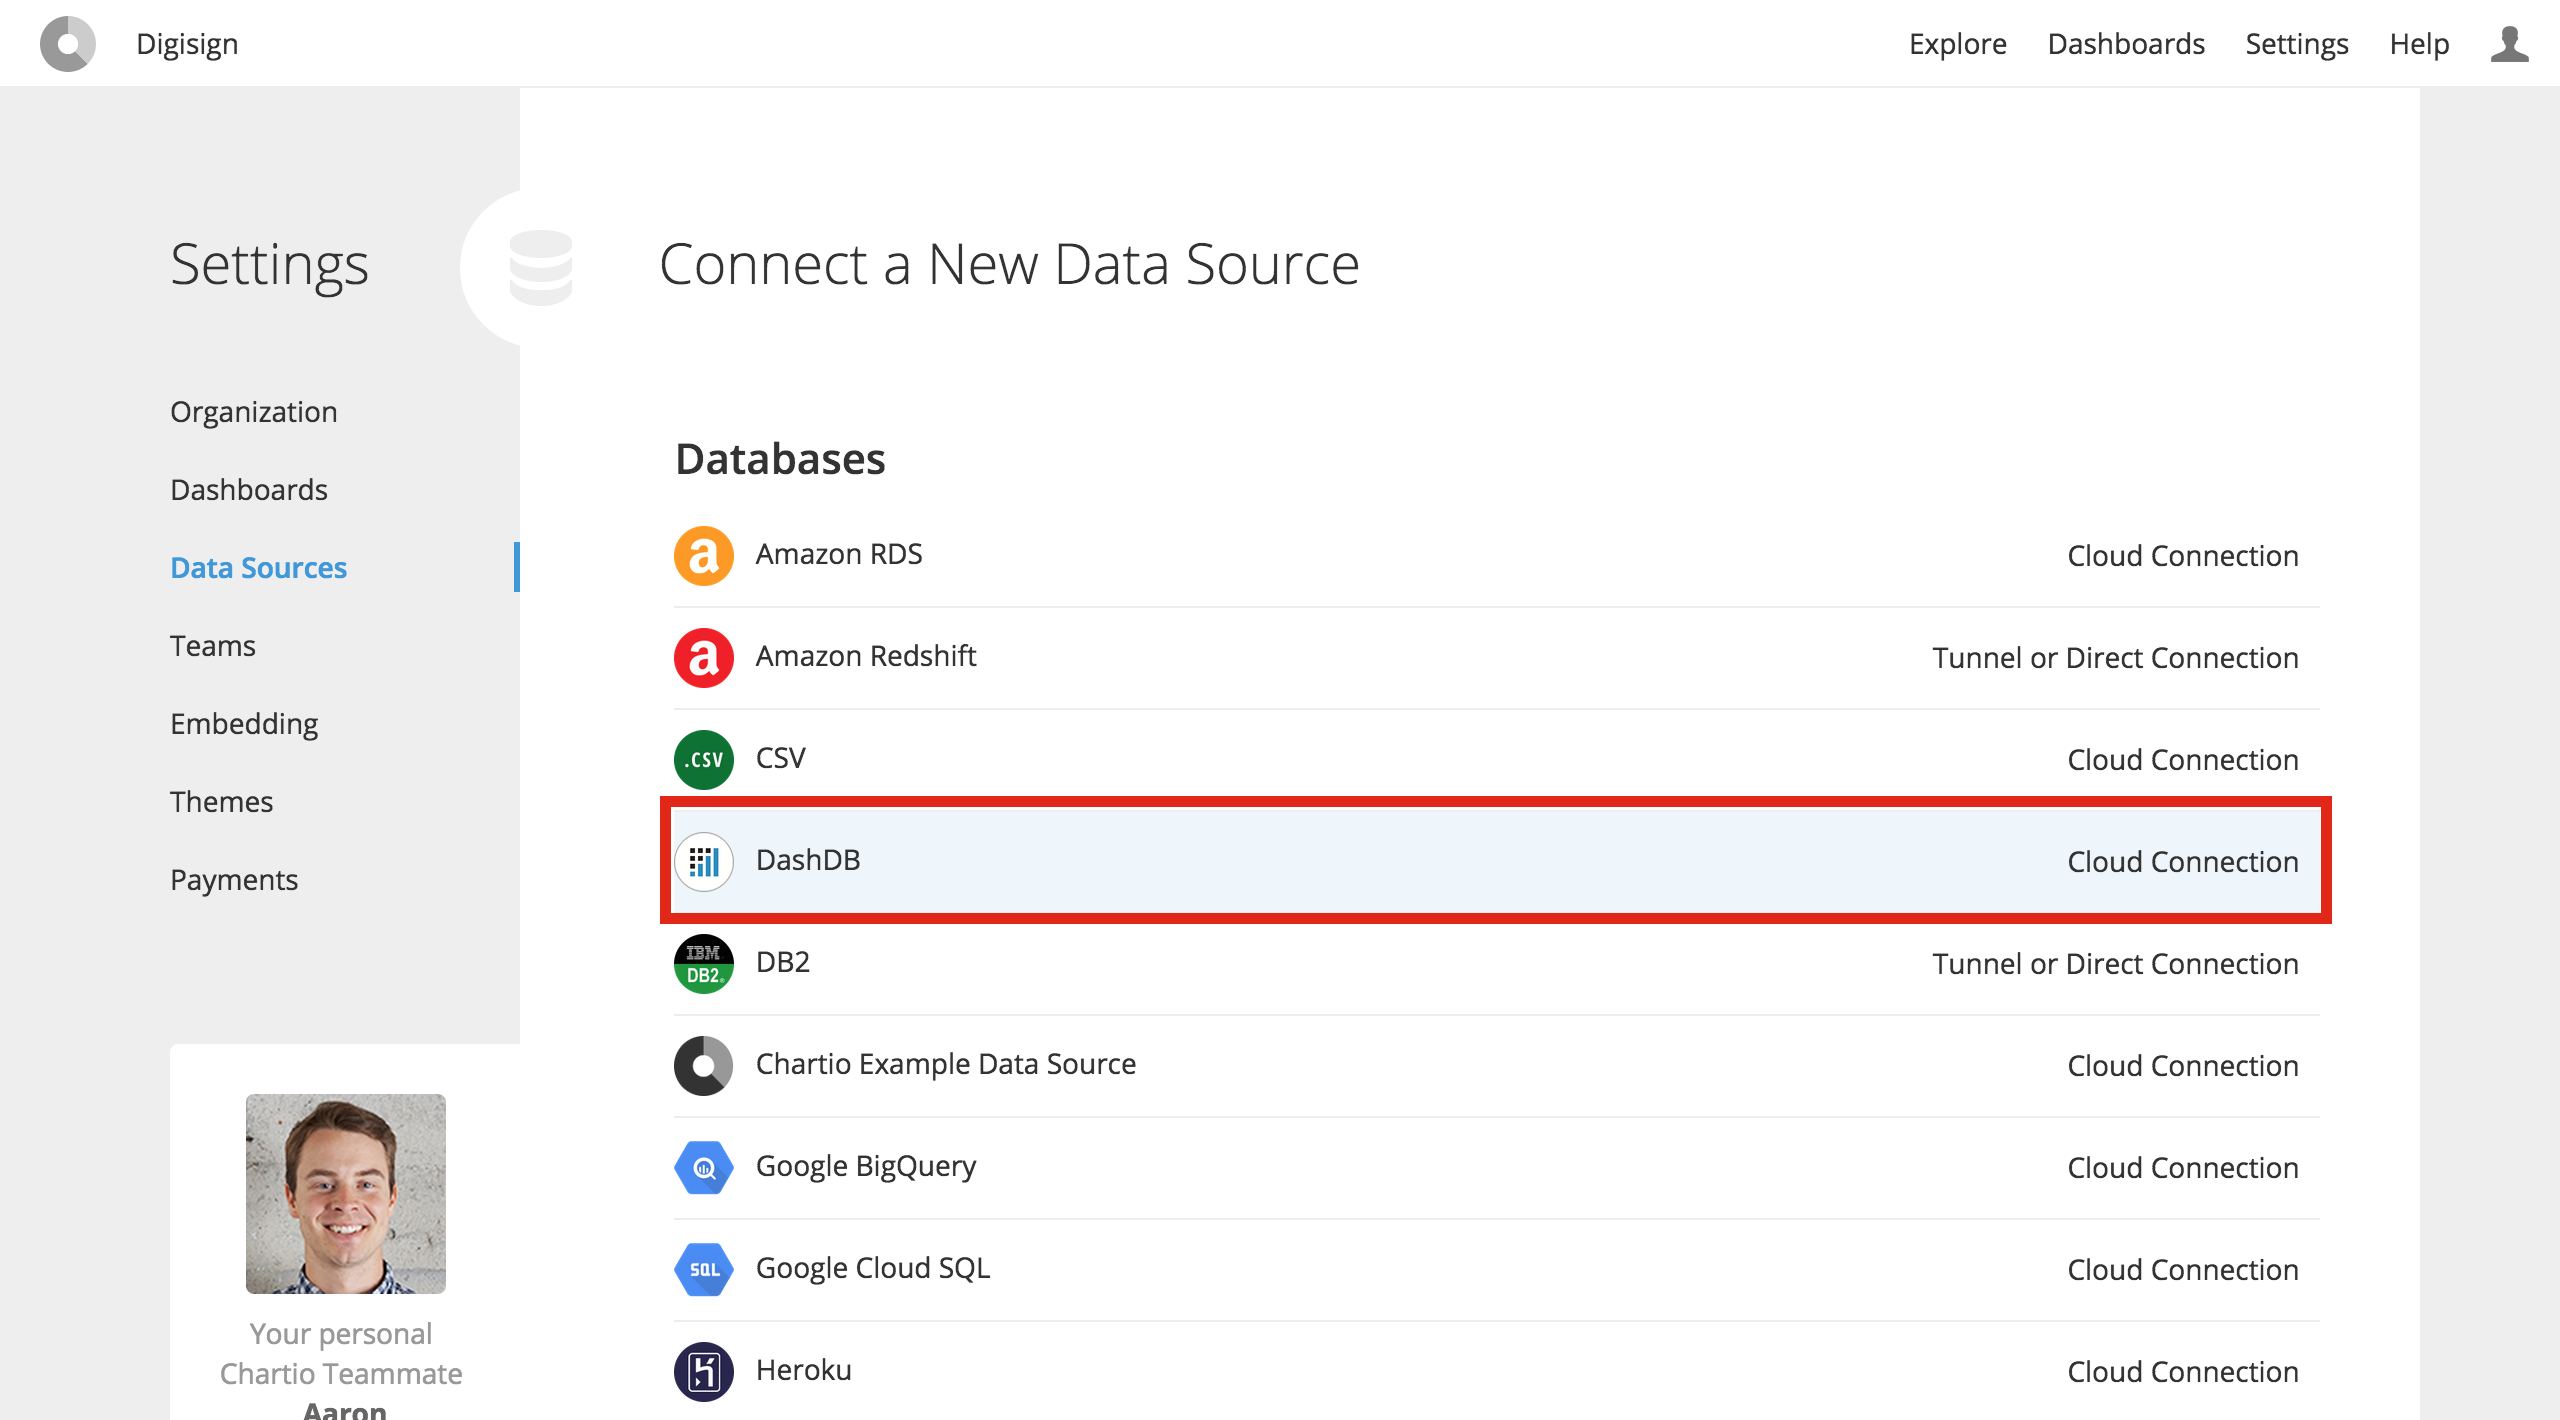 Digisign
Explore Dashboards Settings Help
Settings
Connect a New Data Source
Organization
Dashboards
Data Sources
Teams
Embedding
Themes
Payments
Databases
a Amazon RDS Cloud Connection
a Amazon Redshift Tunnel or Direct Connection
.CSV CSV Cloud Connection
DashDB Cloud Connection
IBM
DB2® DB2 Tunnel or Direct Connection
Chartio Example Data Source Cloud Connection
Google BigQuery Cloud Connection
SQL Google Cloud SQL Cloud Connection
Heroku Cloud Connection
Your personal
Chartio Teammate
Aaron